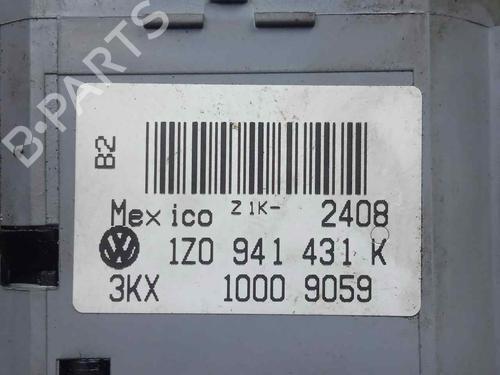 B-PARTS
B2
Mexico Z1K- 2408
1Z0 941 431 K
3KX 1000 9059